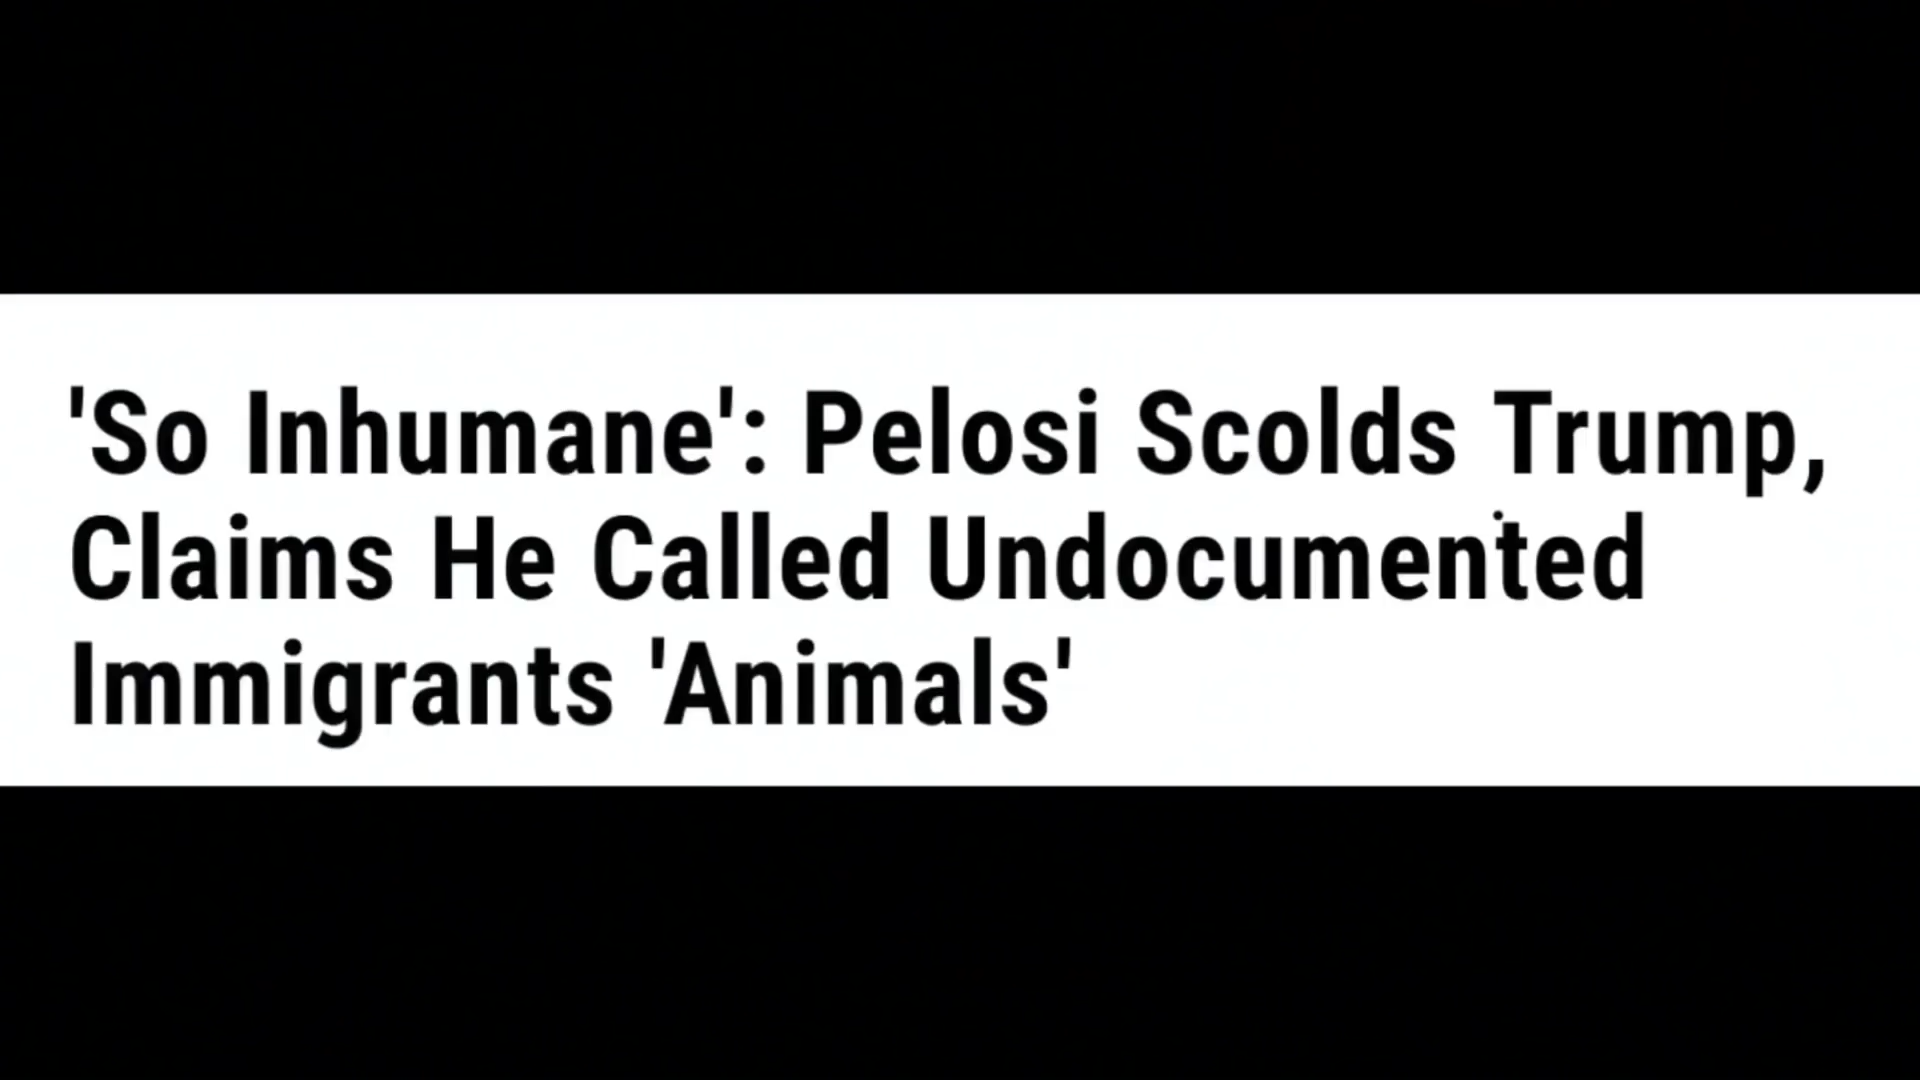 'So Inhumane': Pelosi Scolds Trump,
Claims He Called Undocumented
Immigrants 'Animals'